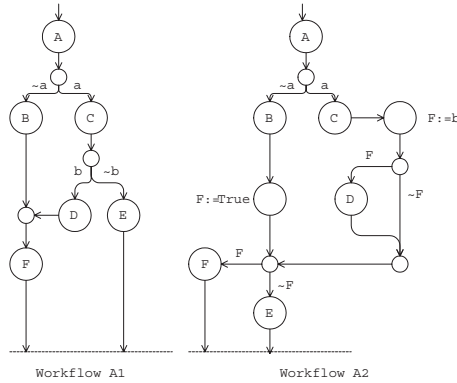 A
A
~a a
~a a
B
C
B
C
F:=b
b ~b
F
~F
D
E
F:=True
D
F
F
F
~F
E
Workflow A1
Workflow A2